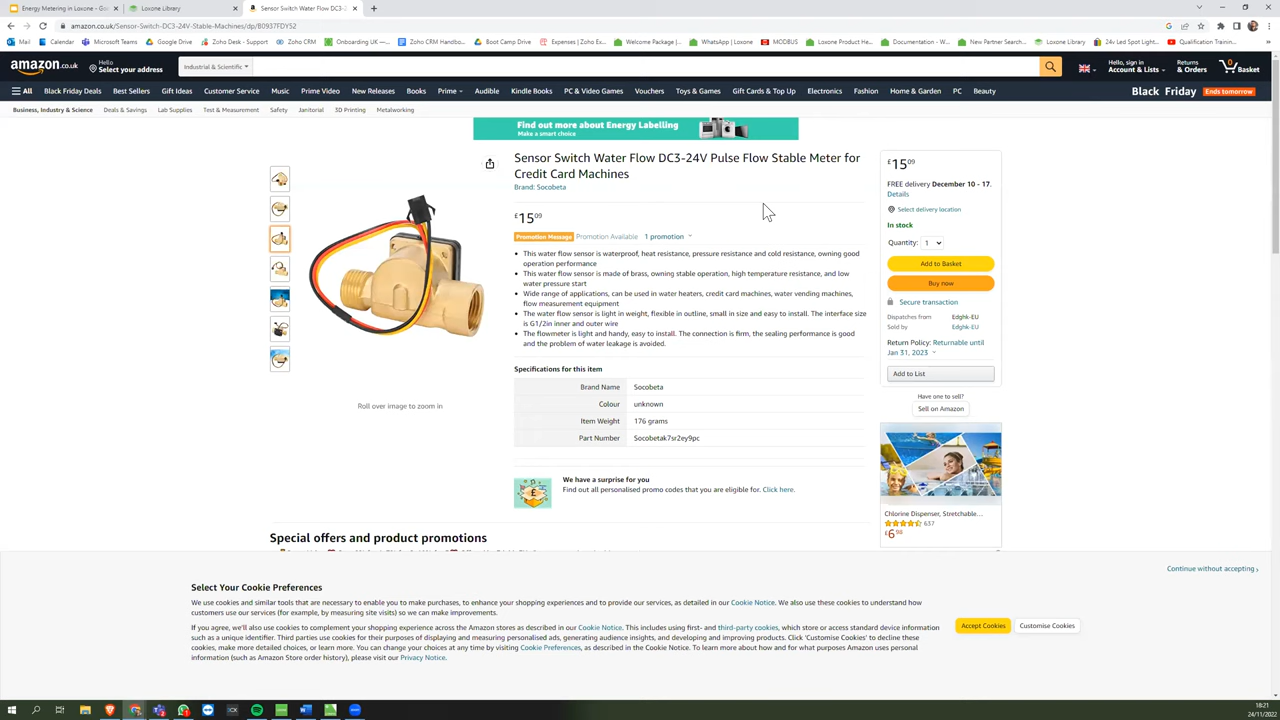 Energy Metering in Loxone - Go
Loxone Library
Sensor Switch Water Flow DC3-2
amazon.co.uk/Sensor-Switch-DC3-24V-Stable-Machines/dp/B0937FDYS2
Mail
Calendar
Microsoft Teams
Google Drive
Zoho Desk - Support
Zoho CRM
Onboarding UK —...
Zoho CRM Handbo...
Boot Camp Drive
Expenses | Zoho Ex...
Welcome Package |...
WhatsApp | Loxone
Loxone Product He...
MODBUS
Documentation - W...
New Partner Search...
Loxone Library
24v Led Spot Light...
Qualification Trainin...
amazon.co.uk
Hello
Select your address
Industrial & Scientific
Hello, sign in
Account & Lists
Returns
& Orders
0
Basket
All
Black Friday Deals
Best Sellers
Gift Ideas
Customer Service
Music
Prime Video
New Releases
Books
Prime
Audible
Kindle Books
PC & Video Games
Vouchers
Toys & Games
Gift Cards & Top Up
Electronics
Fashion
Home & Garden
PC
Beauty
Black Friday
Ends tomorrow
Business, Industry & Science
Deals & Savings
Lab Supplies
Test & Measurement
Safety
Janitorial
3D Printing
Metalworking
Find out more about Energy Labelling
Make a smart choice
Sensor Switch Water Flow DC3-24V Pulse Flow Stable Meter for
Credit Card Machines
Brand: Socobeta
£15⁰⁹
Promotion Message
Promotion Available
1 promotion
This water flow sensor is waterproof, heat resistance, pressure resistance and cold resistance, owning good
operation performance
This water flow sensor is made of brass, owning stable operation, high temperature resistance, and low
water pressure start
Wide range of applications, can be used in water heaters, credit card machines, water vending machines,
flow measurement equipment
The water flow sensor is light in weight, flexible in outline, small in size and easy to install. The interface size
is G1/2in inner and outer wire
The flowmeter is light and handy, easy to install. The connection is firm, the sealing performance is good
and the problem of water leakage is avoided.
Roll over image to zoom in
Specifications for this item
Brand Name
Socobeta
Colour
unknown
Item Weight
176 grams
Part Number
Socobetak7sr2ey9pc
We have a surprise for you
Find out all personalised promo codes that you are eligible for. Click here.
Special offers and product promotions
£15⁰⁹
FREE delivery December 10 - 17.
Details
Select delivery location
In stock
Quantity: 1
Add to Basket
Buy now
Secure transaction
Dispatches from
Edghk-EU
Sold by
Edghk-EU
Return Policy: Returnable until
Jan 31, 2023
Add to List
Have one to sell?
Sell on Amazon
Chlorine Dispenser, Stretchable...
637
£6⁹⁸
Continue without accepting
Select Your Cookie Preferences
We use cookies and similar tools that are necessary to enable you to make purchases, to enhance your shopping experiences and to provide our services, as detailed in our Cookie Notice. We also use these cookies to understand how
customers use our services (for example, by measuring site visits) so we can make improvements.
If you agree, we'll also use cookies to complement your shopping experience across the Amazon stores as described in our Cookie Notice. This includes using first- and third-party cookies, which store or access standard device information
such as a unique identifier. Third parties use cookies for their purposes of displaying and measuring personalised ads, generating audience insights, and developing and improving products. Click 'Customise Cookies' to decline these
cookies, make more detailed choices, or learn more. You can change your choices at any time by visiting Cookie Preferences, as described in the Cookie Notice. To learn more about how and for what purposes Amazon uses personal
information (such as Amazon Store order history), please visit our Privacy Notice.
Accept Cookies
Customise Cookies
18:21
24/11/2022